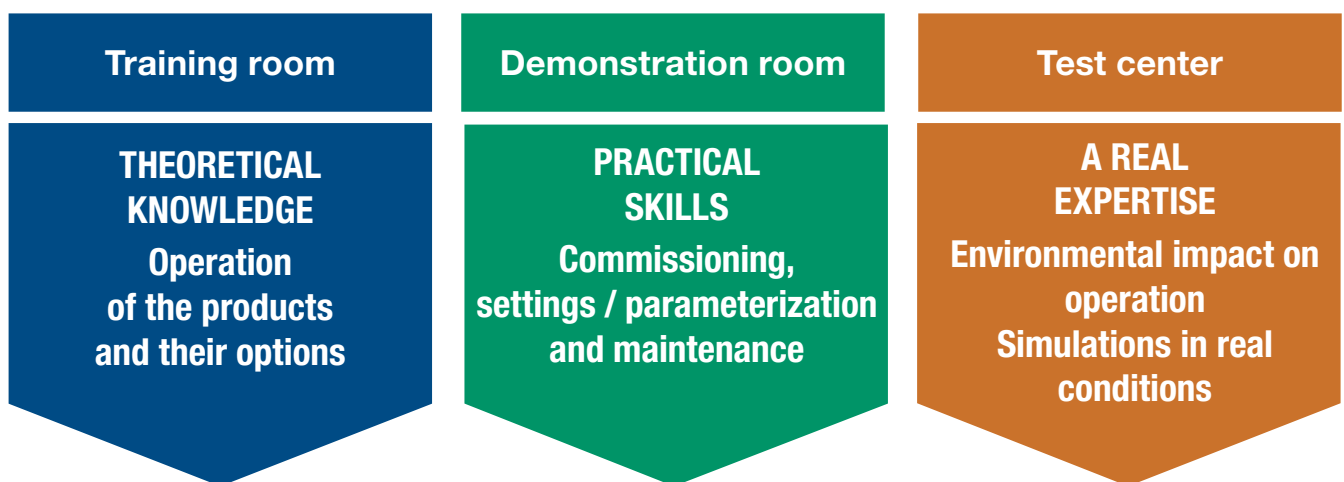 Training room
Demonstration room
Test center
THEORETICAL
KNOWLEDGE
Operation
of the products
and their options
PRACTICAL
SKILLS
Commissioning,
settings / parameterization
and maintenance
A REAL
EXPERTISE
Environmental impact on
operation
Simulations in real
conditions